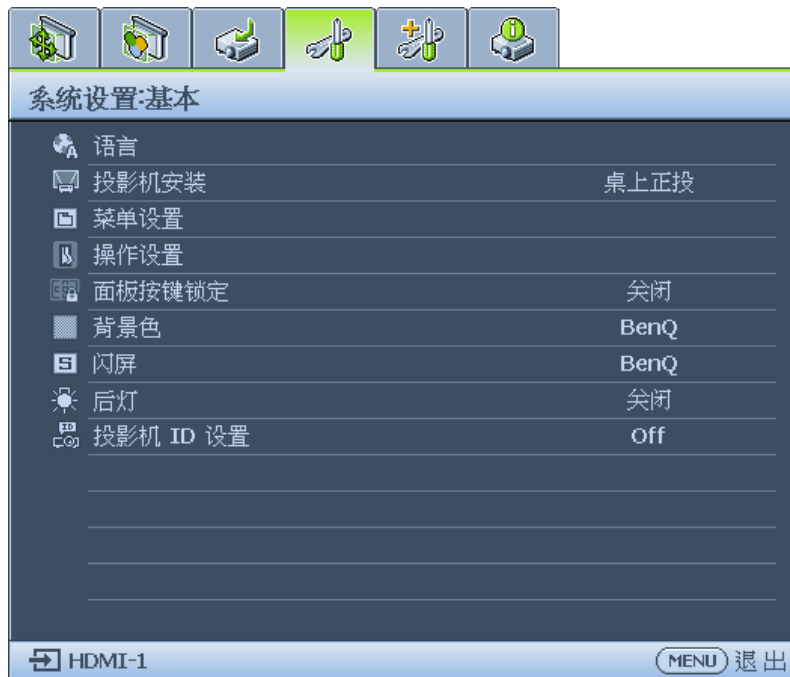 系统设置:基本
语言
投影机安装 桌上正投
菜单设置
操作设置
面板按键锁定 关闭
背景色 BenQ
闪屏 BenQ
后灯 关闭
投影机 ID 设置 Off
HDMI-1 MENU 退出